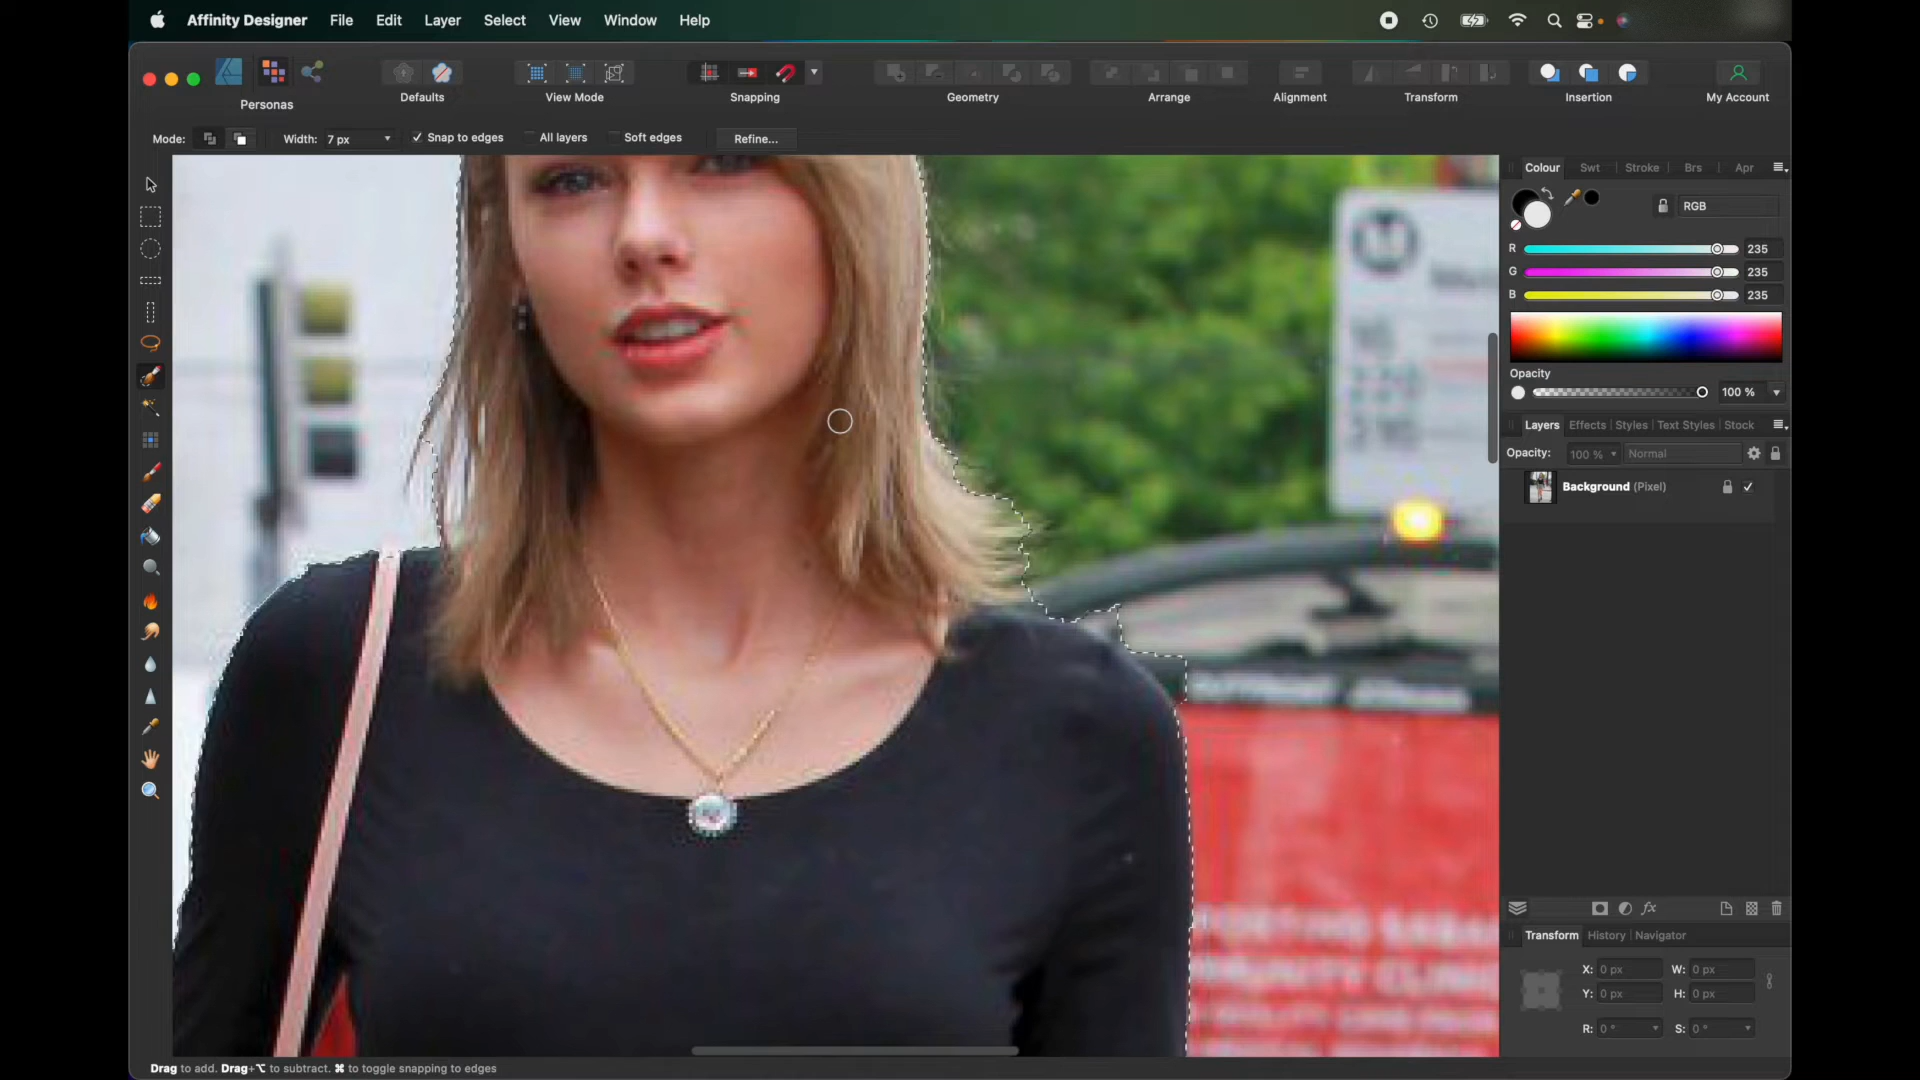 Affinity Designer File Edit Layer Select View Window Help
Personas Defaults View Mode Snapping Geometry Arrange Alignment Transform Insertion My Account
Mode: Width: 7 px Snap to edges All layers Soft edges Refine...
Colour Swt Stroke Brs Apr
RGB
R 235
G 235
B 235
Opacity
100 %
Layers Effects Styles Text Styles Stock
Opacity: 100 % Normal
Background (Pixel)
fx
Transform History Navigator
X: 0 px W: 0 px
Y: 0 px H: 0 px
R: 0 ° S: 0 °
Drag to add. Drag+⌥ to subtract. ⌘ to toggle snapping to edges